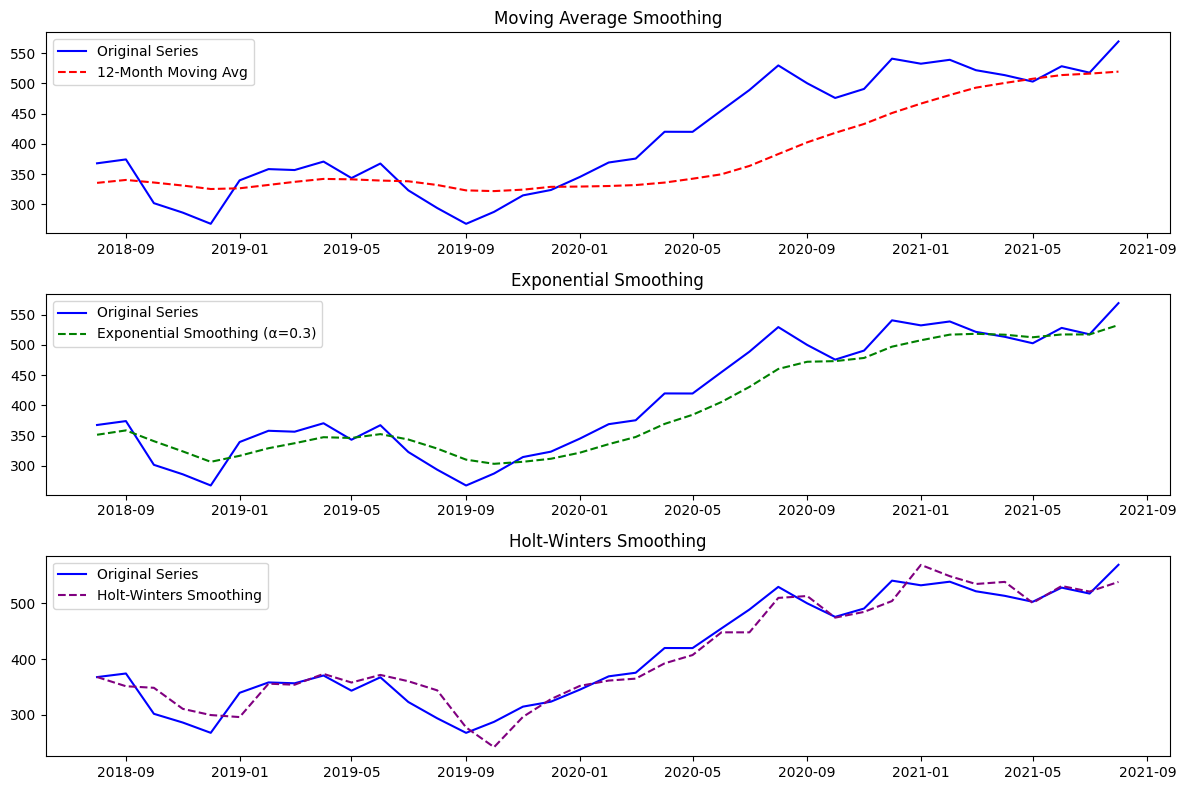 Moving Average Smoothing
Original Series
12-Month Moving Avg
550
500
450
400
350
300
2018-09 2019-01 2019-05 2019-09 2020-01 2020-05 2020-09 2021-01 2021-05 2021-09
Exponential Smoothing
Original Series
Exponential Smoothing (α=0.3)
550
500
450
400
350
300
2018-09 2019-01 2019-05 2019-09 2020-01 2020-05 2020-09 2021-01 2021-05 2021-09
Holt-Winters Smoothing
Original Series
Holt-Winters Smoothing
500
400
300
2018-09 2019-01 2019-05 2019-09 2020-01 2020-05 2020-09 2021-01 2021-05 2021-09